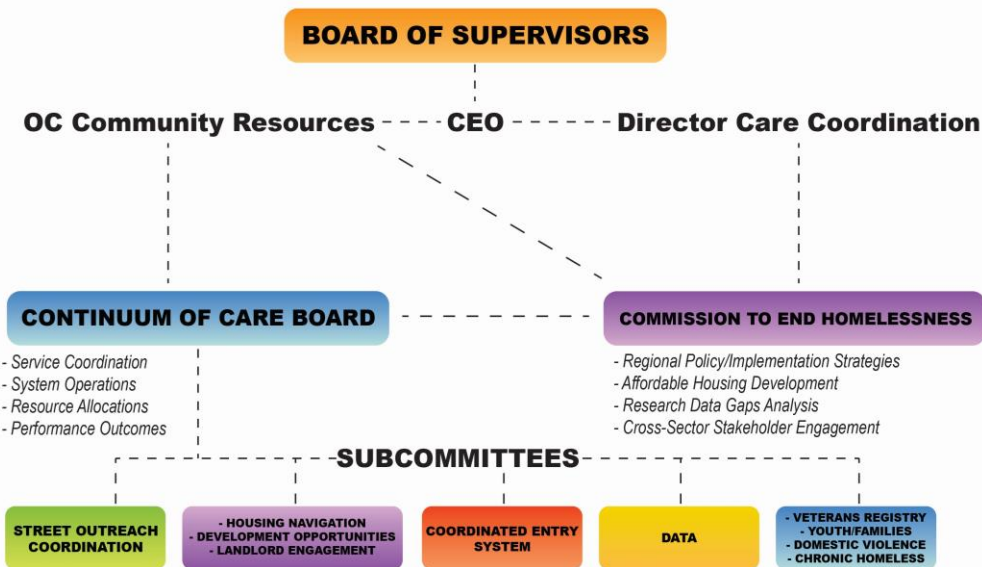 BOARD OF SUPERVISORS
OC Community Resources
CEO
Director Care Coordination
CONTINUUM OF CARE BOARD
- Service Coordination
- System Operations
- Resource Allocations
- Performance Outcomes
COMMISSION TO END HOMELESSNESS
- Regional Policy/Implementation Strategies
- Affordable Housing Development
- Research Data Gaps Analysis
- Cross-Sector Stakeholder Engagement
SUBCOMMITTEES
STREET OUTREACH
COORDINATION
- HOUSING NAVIGATION
- DEVELOPMENT OPPORTUNITIES
- LANDLORD ENGAGEMENT
COORDINATED ENTRY
SYSTEM
DATA
- VETERANS REGISTRY
- YOUTH/FAMILIES
- DOMESTIC VIOLENCE
- CHRONIC HOMELESS